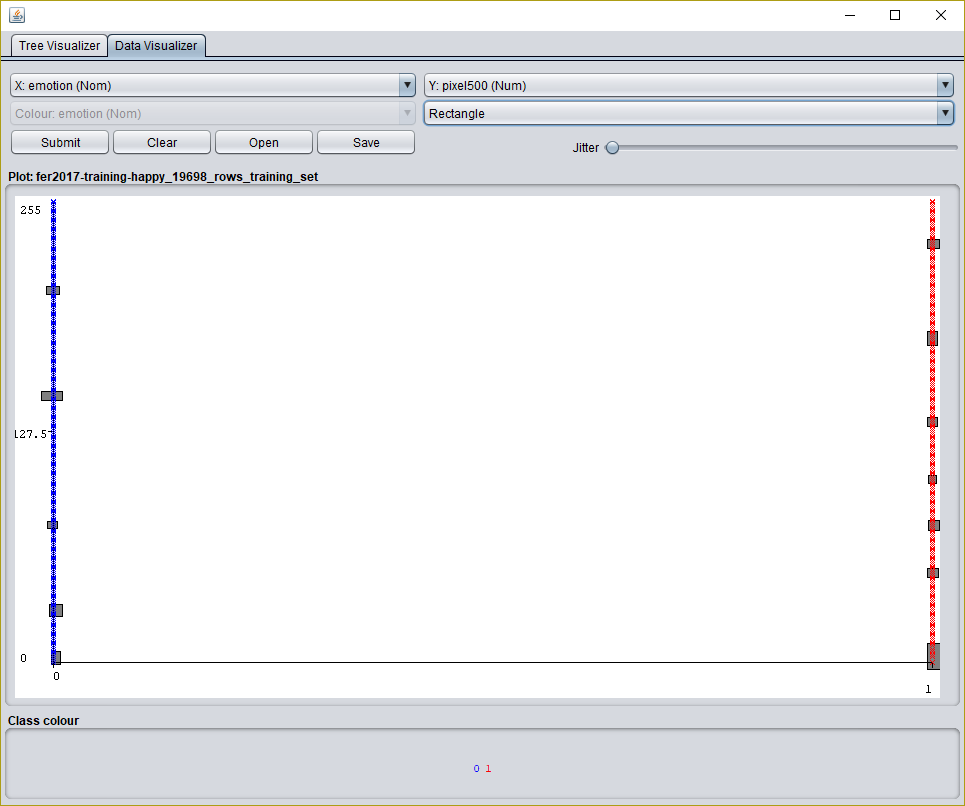 Tree Visualizer Data Visualizer
X: emotion (Nom) Y: pixel500 (Num)
Colour: emotion (Nom) Rectangle
Submit Clear Open Save Jitter
Plot: fer2017-training-happy_19698_rows_training_set
255
127.5
0
0
1
Class colour
0 1